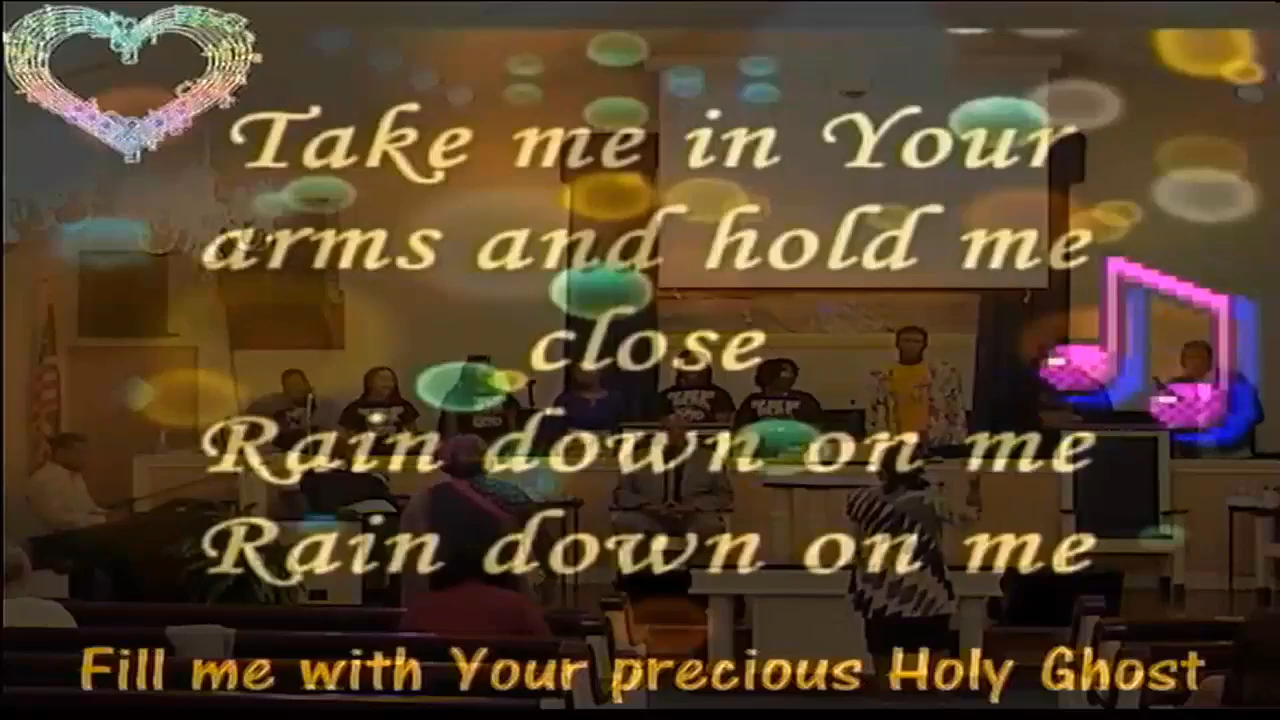 Take me in Your
arms and hold me
close
Rain down on me
Rain down on me
Fill me with Your precious Holy Ghost